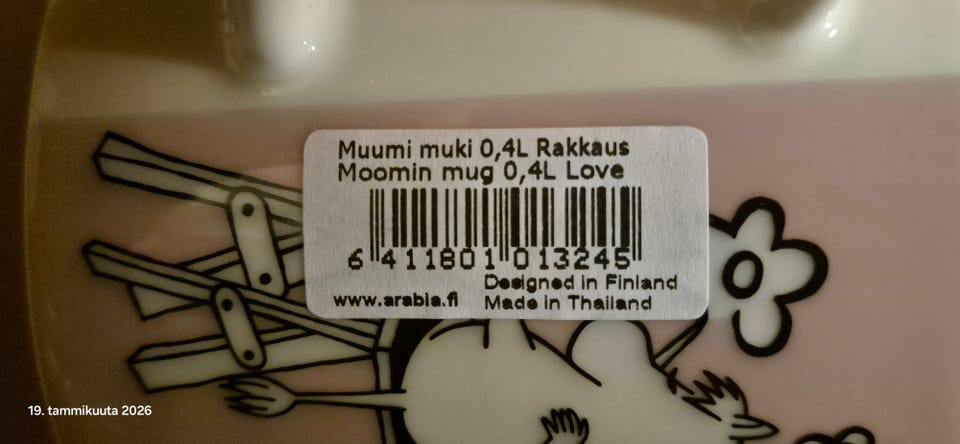 Muumi muki 0,4L Rakkaus
Moomin mug 0,4L Love
6 411801 013245
Designed in Finland
www.arabia.fi Made in Thailand
19. tammikuuta 2026